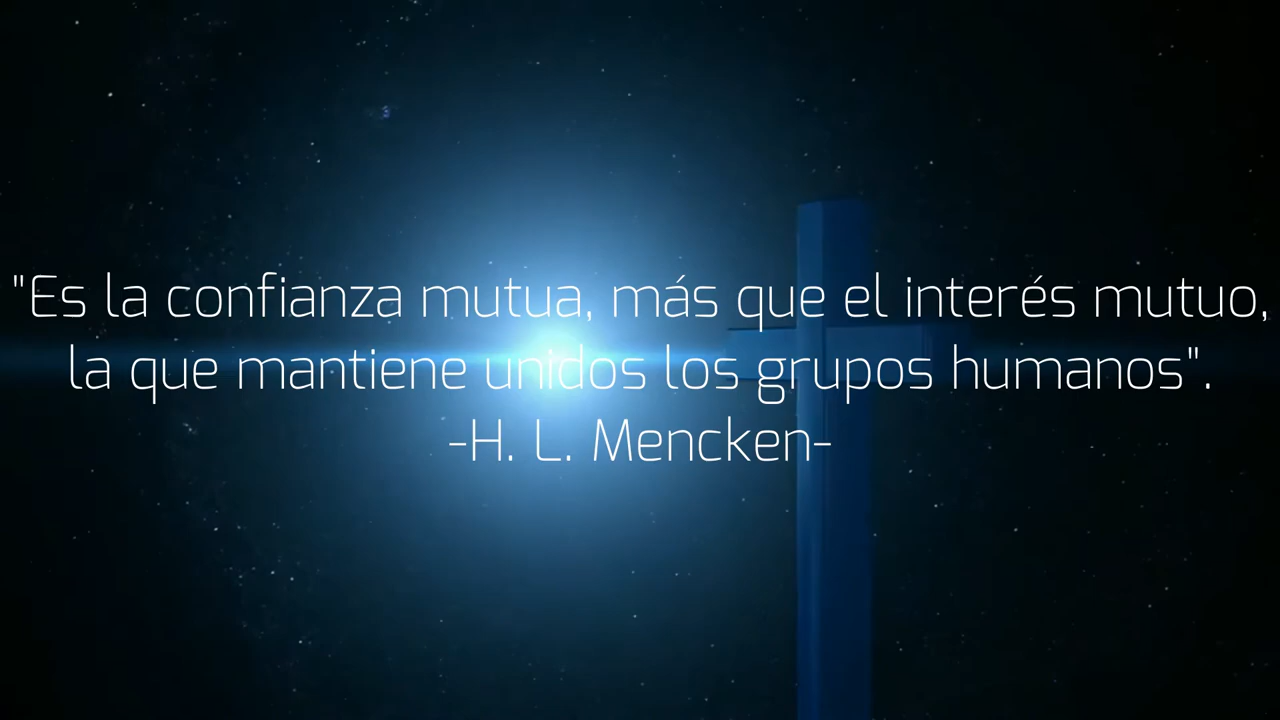 "Es la confianza mutua, más que el interés mutuo,
la que mantiene unidos los grupos humanos".
-H. L. Mencken-